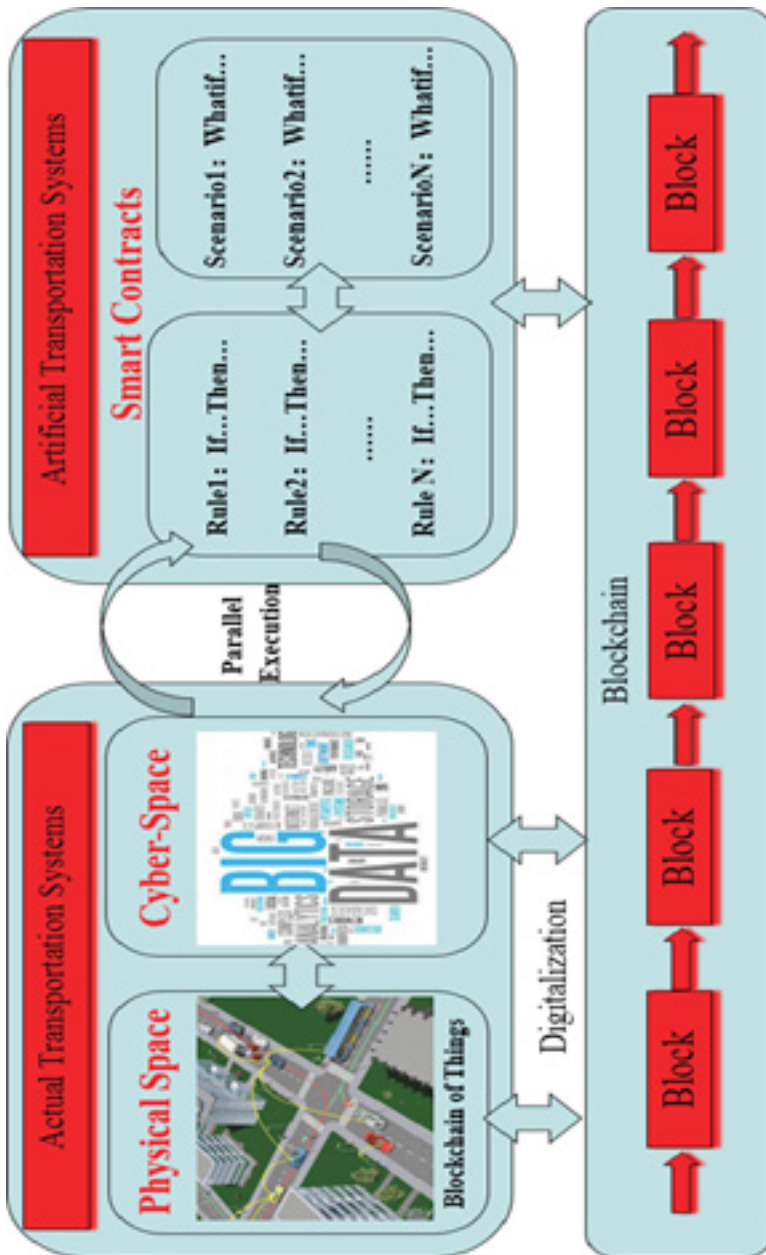 Actual Transportation Systems
Physical Space
Blockchain of Things
Cyber-Space
BIG
DATA
ANALYTICS
STORAGE
Parallel
Execution
Artificial Transportation Systems
Smart Contracts
Rule1: If...Then...
Rule2: If...Then...
......
Rule N: If...Then...
Scenario1: Whatif...
Scenario2: Whatif...
......
ScenarioN: Whatif...
Digitalization
Blockchain
Block
Block
Block
Block
Block